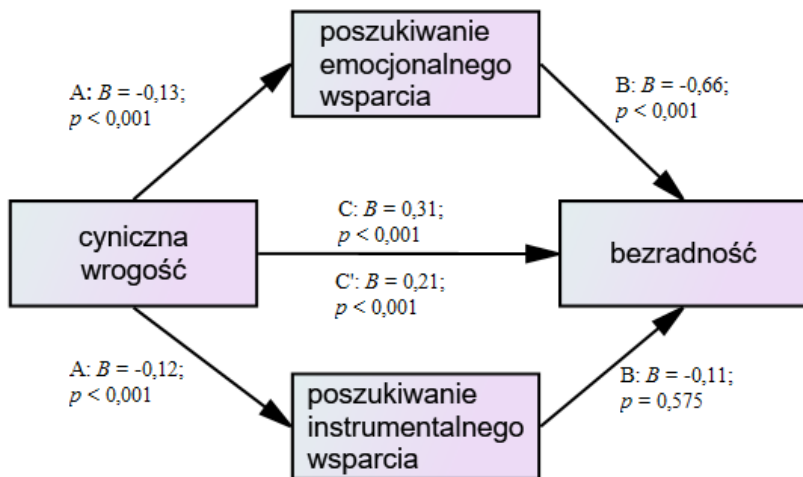 poszukiwanie
emocjonalnego
wsparcia
A: B = -0,13;
p < 0,001
B: B = -0,66;
p < 0,001
cyniczna
wrogość
C: B = 0,31;
p < 0,001
C': B = 0,21;
p < 0,001
bezradność
A: B = -0,12;
p < 0,001
poszukiwanie
instrumentalnego
wsparcia
B: B = -0,11;
p = 0,575